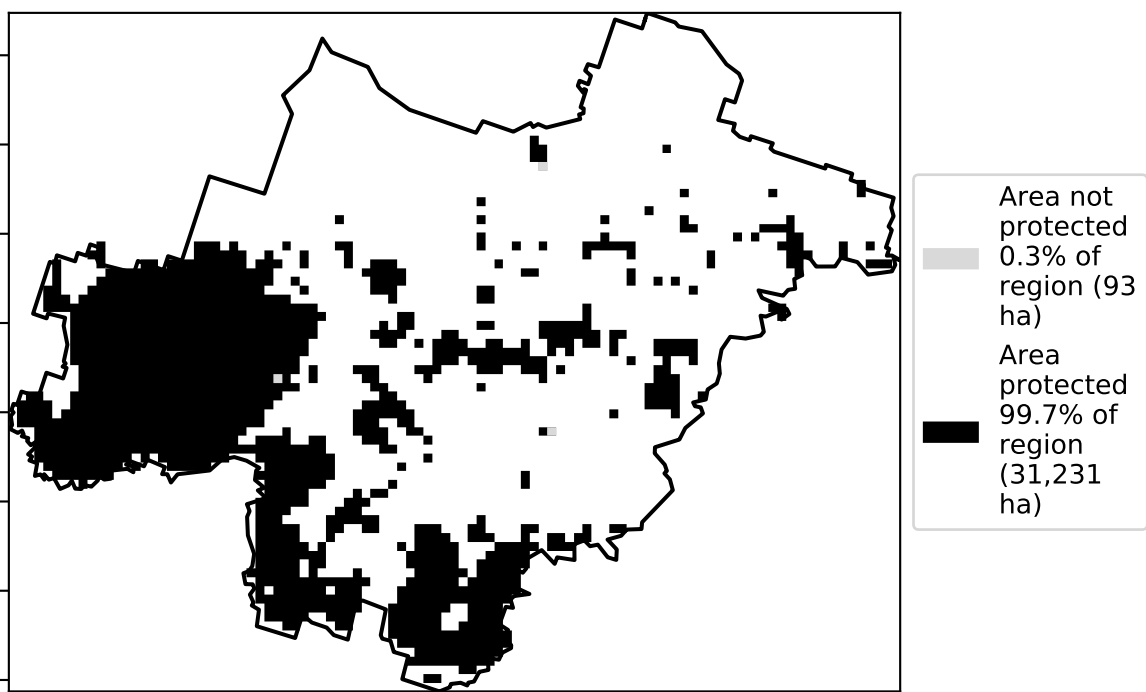 Area not
protected
0.3% of
region (93
ha)
Area
protected
99.7% of
region
(31,231
ha)